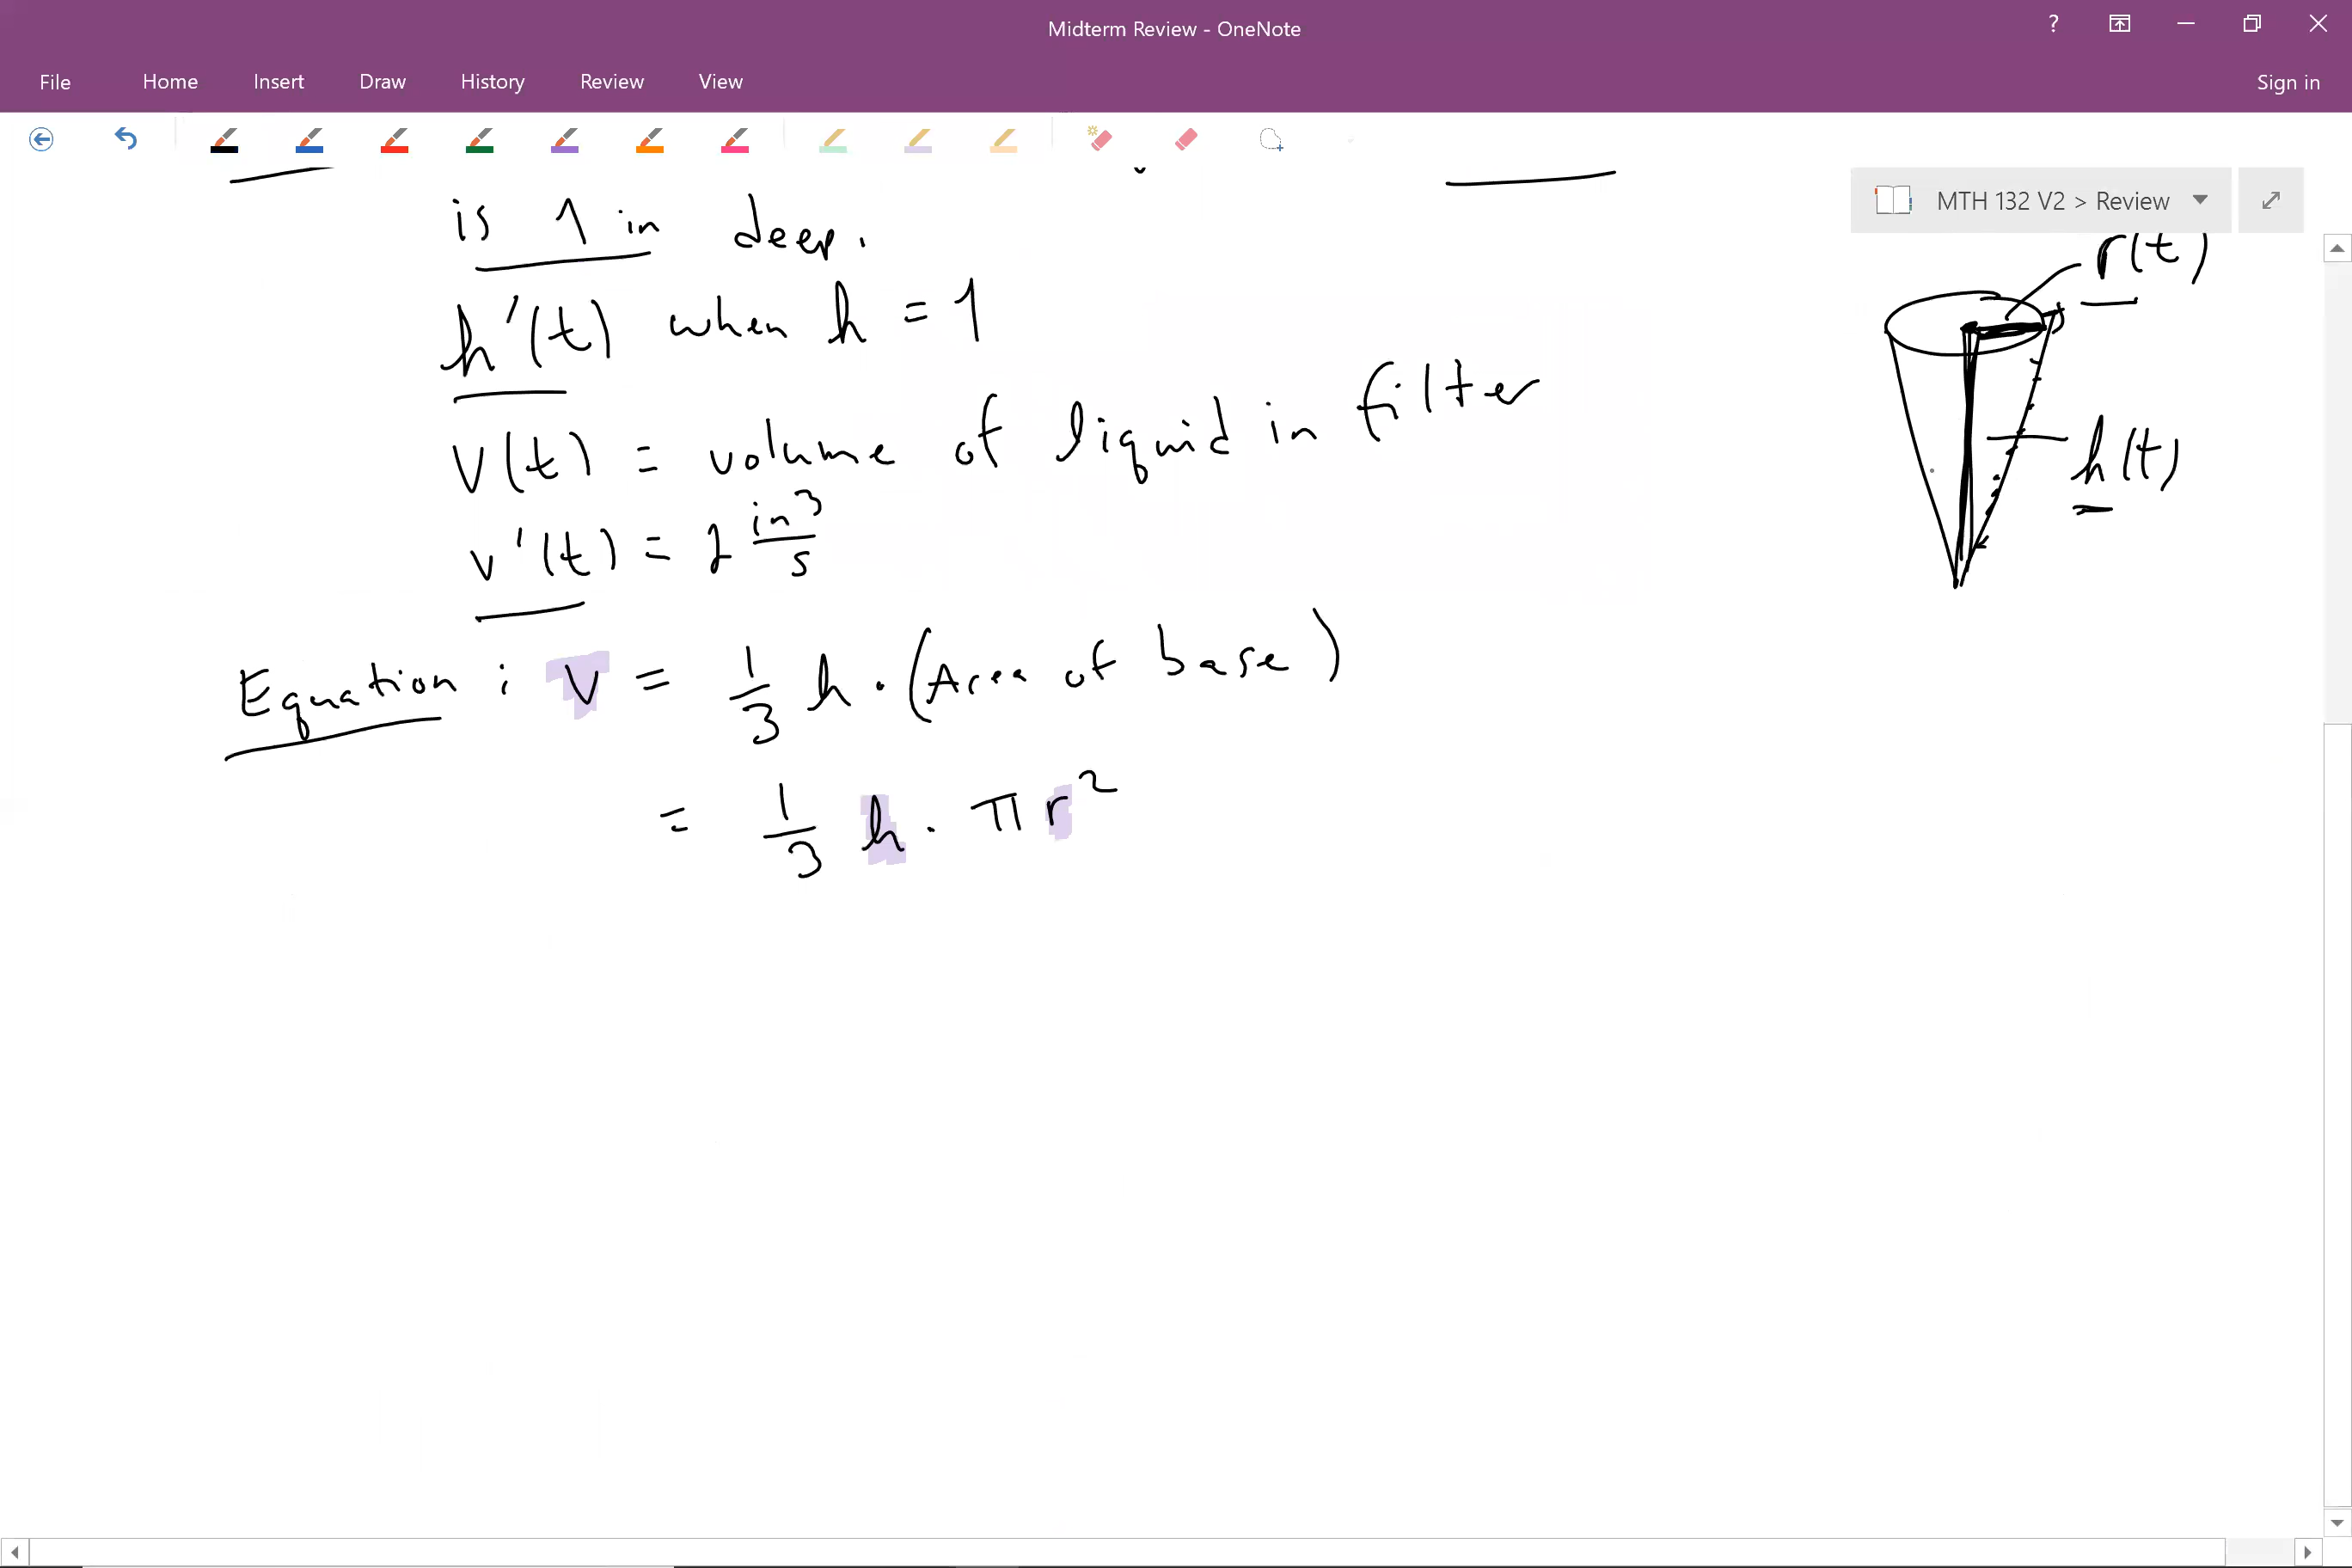 Midterm Review - OneNote
?
File Home Insert Draw History Review View Sign in
MTH 132 V2 > Review
is 1 in deep.
r(t)
h'(t) when h = 1
h(t)
V(t) = volume of liquid in filter
v'(t) = 2 in³/s
Equation : V = 1/3 h · (Area of base)
= 1/3 h · π r²